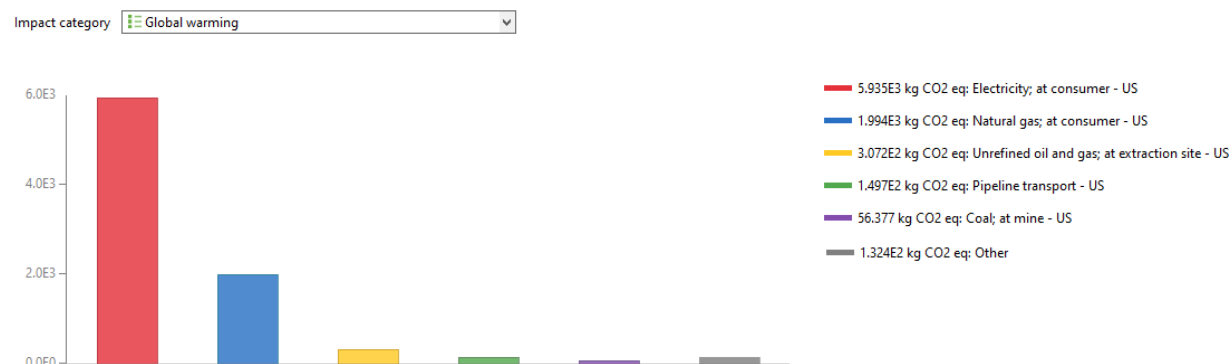 Impact category Global warming
6.0E3
4.0E3
2.0E3
0.0E0
5.935E3 kg CO2 eq: Electricity; at consumer - US
1.994E3 kg CO2 eq: Natural gas; at consumer - US
3.072E2 kg CO2 eq: Unrefined oil and gas; at extraction site - US
1.497E2 kg CO2 eq: Pipeline transport - US
56.377 kg CO2 eq: Coal; at mine - US
1.324E2 kg CO2 eq: Other